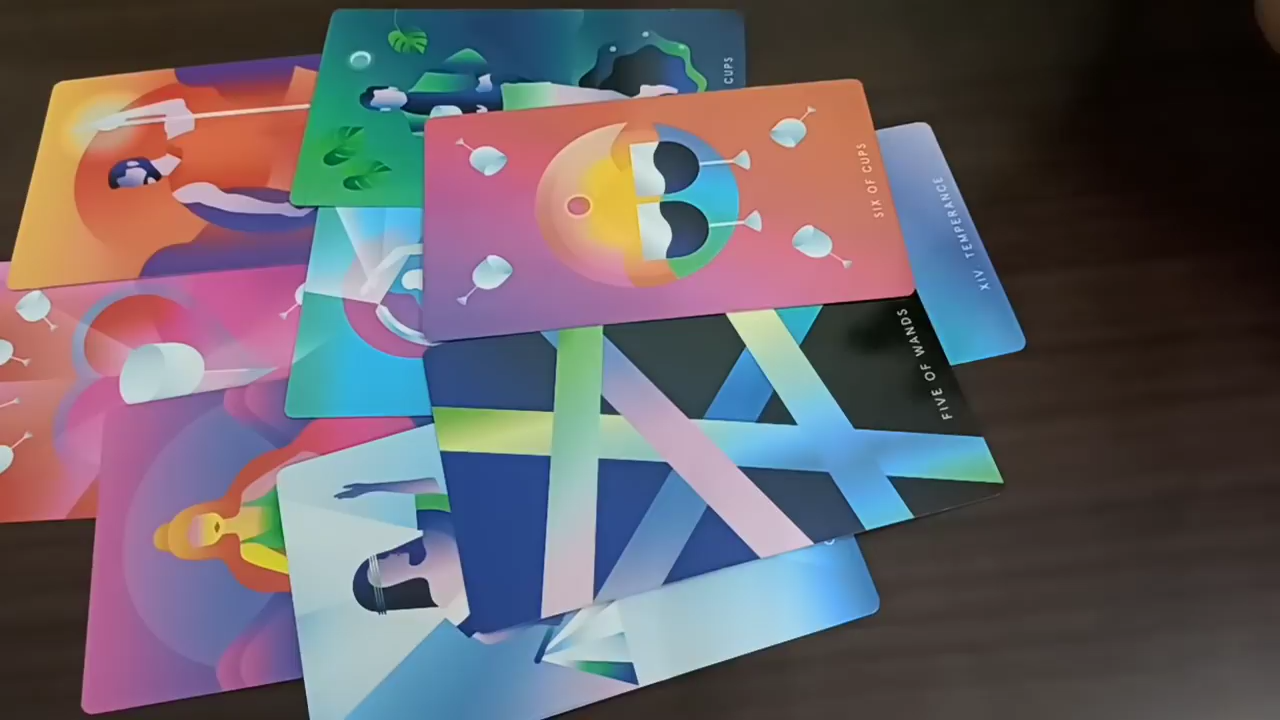 CUPS
SIX OF CUPS
XIV TEMPERANCE
FIVE OF WANDS